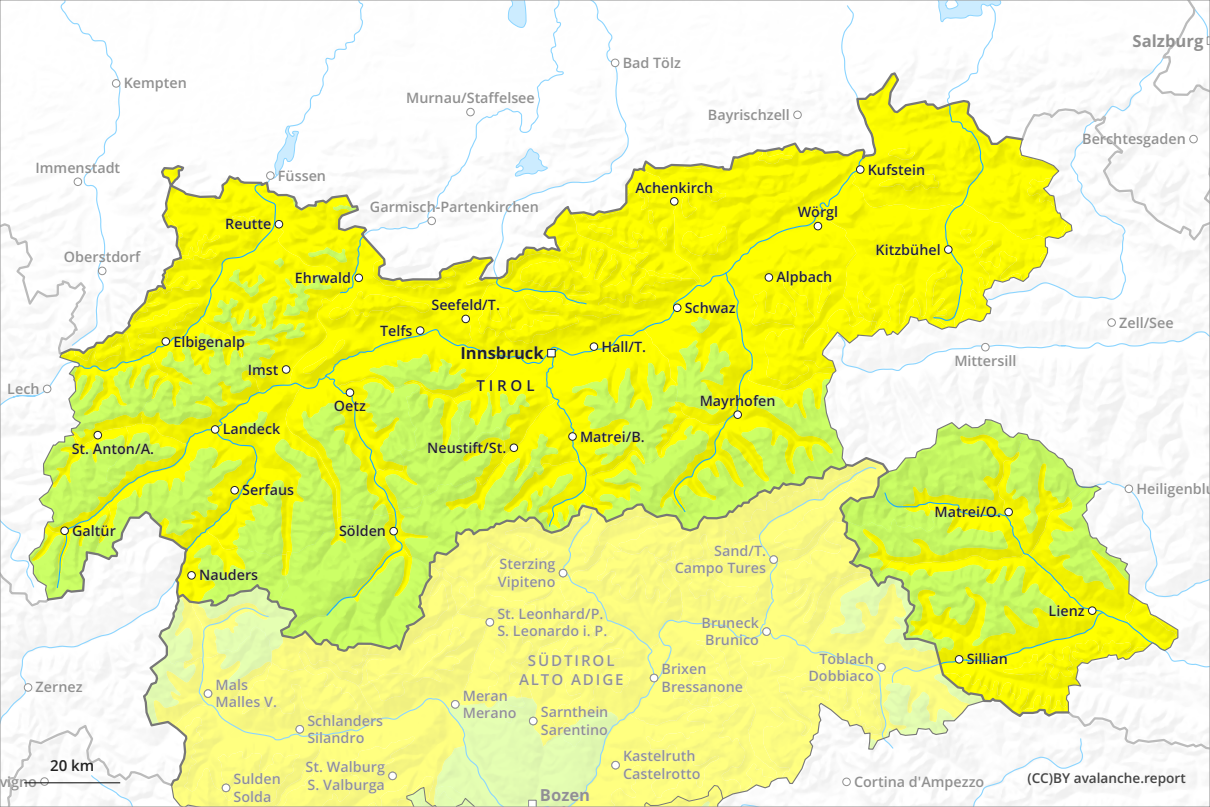 Salzburg
Bad Tölz
Kempten
Murnau/Staffelsee
Bayrischzell
Berchtesgaden
Immenstadt
Füssen
Kufstein
Achenkirch
Garmisch-Partenkirchen
Wörgl
Reutte
Kitzbühel
Oberstdorf
Ehrwald
Alpbach
Seefeld/T.
Schwaz
Zell/See
Telfs
Elbigenalp
Innsbruck
Hall/T.
Mittersill
Imst
TIROL
Lech
Oetz
Mayrhofen
Landeck
Matrei/B.
St. Anton/A.
Neustift/St.
Serfaus
Heiligenblu
Matrei/O.
Galtür
Sölden
Sand/T.
Campo Tures
Sterzing
Vipiteno
Nauders
Lienz
St. Leonhard/P.
S. Leonardo i. P.
Bruneck
Brunico
Sillian
SÜDTIROL
ALTO ADIGE
Toblach
Dobbiaco
Brixen
Bressanone
Zernez
Mals
Malles V.
Meran
Merano
Sarnthein
Sarentino
Schlanders
Silandro
Kastelruth
Castelrotto
20 km
St. Walburg
S. Valburga
Sulden
Solda
vigno
Cortina d'Ampezzo
(CC)BY avalanche.report
Bozen